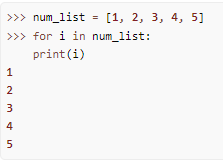 >>> num_list = [1, 2, 3, 4, 5]
>>> for i in num_list:
    print(i)
1
2
3
4
5